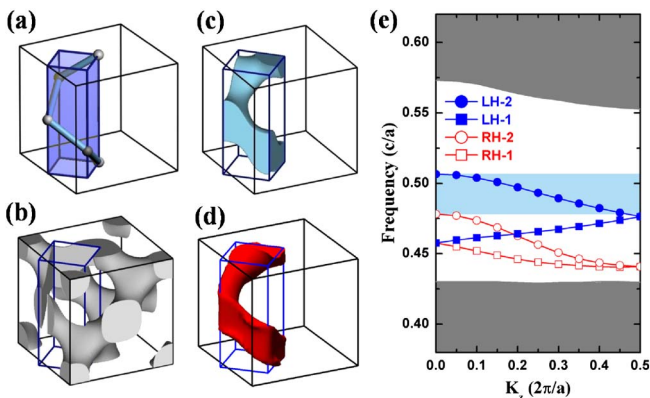 (a)
(c)
(e)
(b)
(d)
Frequency (c/a)
0.60
0.55
0.50
0.45
0.40
LH-2
LH-1
RH-2
RH-1
0.0 0.1 0.2 0.3 0.4 0.5
K_z (2π/a)